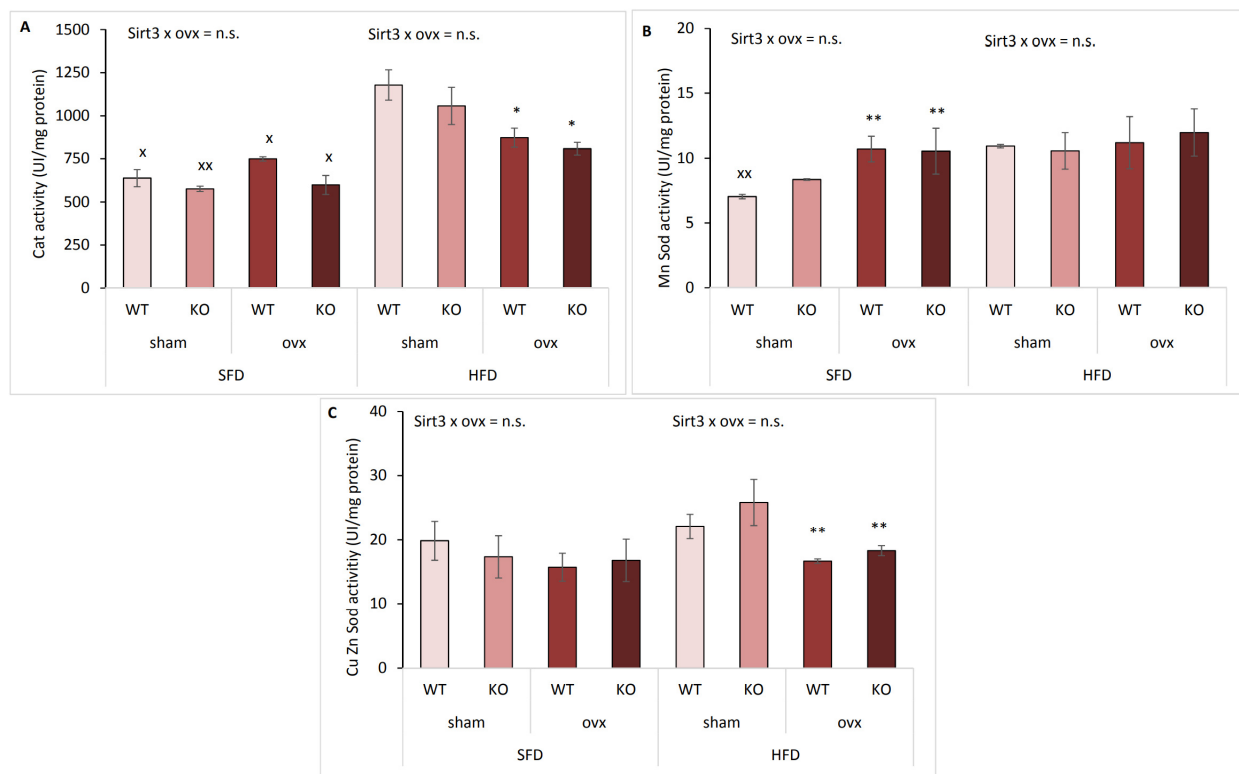 A
Sirt3 x ovx = n.s.
Sirt3 x ovx = n.s.
Cat activity (UI/mg protein)
1500
1250
1000
750
500
250
0
x
xx
x
x
*
*
WT KO WT KO WT KO WT KO
sham ovx sham ovx
SFD HFD
B
Sirt3 x ovx = n.s.
Sirt3 x ovx = n.s.
Mn Sod activity (UI/mg protein)
20
15
10
5
0
xx
**
**
WT KO WT KO WT KO WT KO
sham ovx sham ovx
SFD HFD
C
Sirt3 x ovx = n.s.
Sirt3 x ovx = n.s.
Cu Zn Sod activitiy (UI/mg protein)
40
30
20
10
0
**
**
WT KO WT KO WT KO WT KO
sham ovx sham ovx
SFD HFD